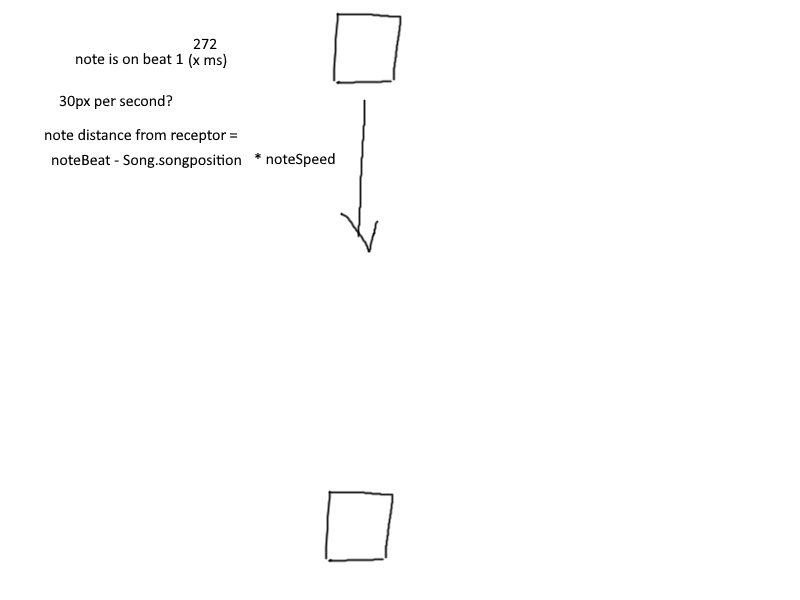 272
note is on beat 1 (x ms)
30px per second?
note distance from receptor =
noteBeat - Song.songposition * noteSpeed